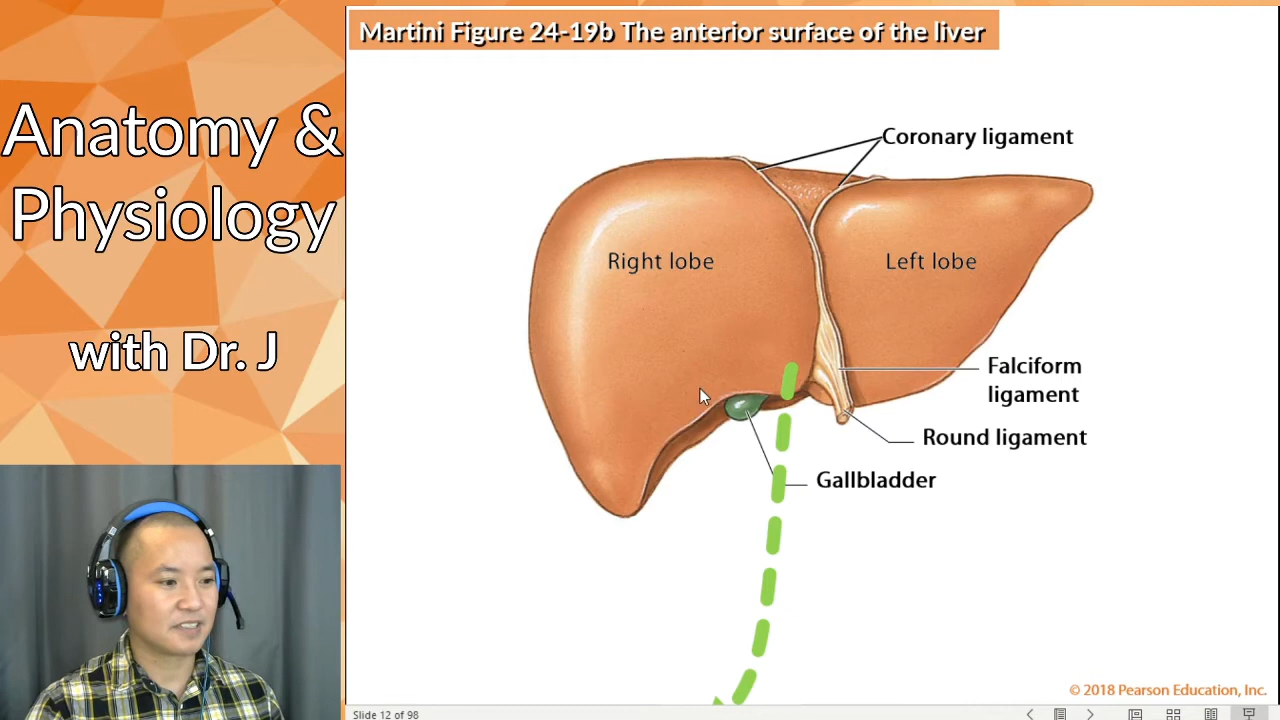 Anatomy &
Physiology
with Dr. J
Martini Figure 24-19b The anterior surface of the liver
Coronary ligament
Right lobe
Left lobe
Falciform
ligament
Round ligament
Gallbladder
© 2018 Pearson Education, Inc.
Slide 12 of 98